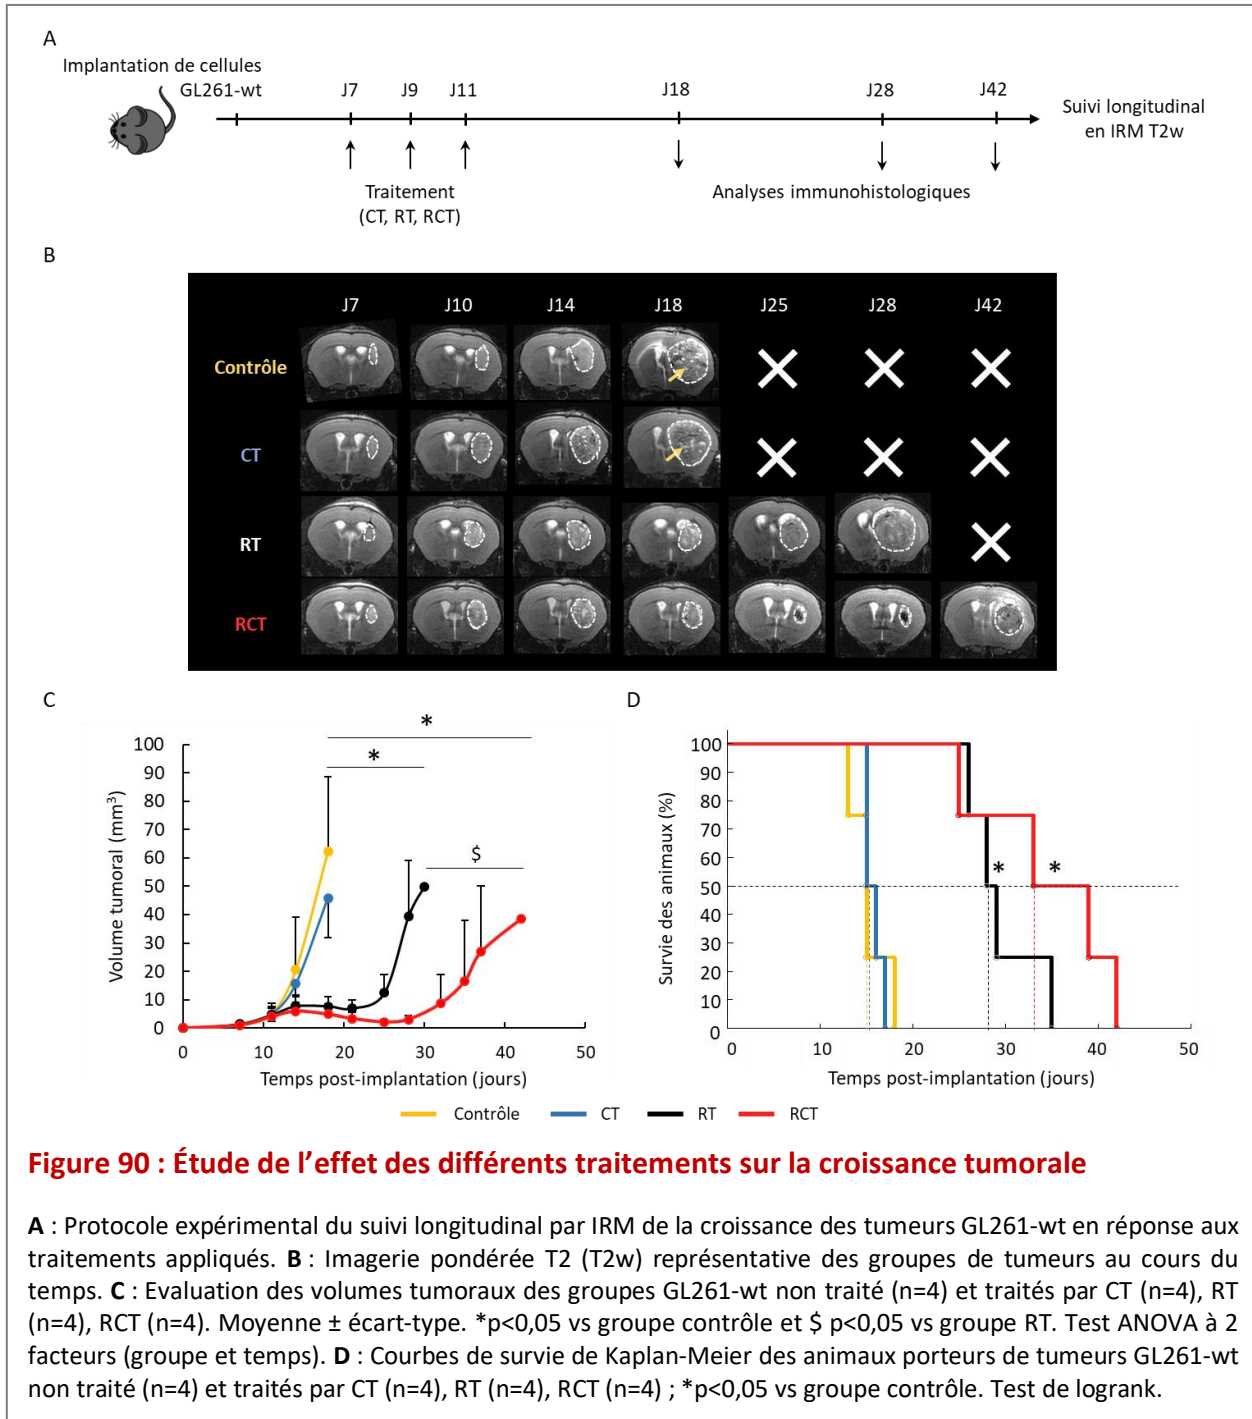 A
Implantation de cellules
GL261-wt
J7 J9 J11 J18 J28 J42
Suivi longitudinal
en IRM T2w
Traitement
(CT, RT, RCT)
Analyses immunohistologiques
B
J7 J10 J14 J18 J25 J28 J42
Contrôle
CT
RT
RCT
C
Volume tumoral (mm³)
100
90
80
70
60
50
40
30
20
10
0
0 10 20 30 40 50
Temps post-implantation (jours)
* * $
D
Survie des animaux (%)
100
90
80
70
60
50
40
30
20
10
0
0 10 20 30 40 50
Temps post-implantation (jours)
* *
Contrôle CT RT RCT
Figure 90 : Étude de l’effet des différents traitements sur la croissance tumorale
A : Protocole expérimental du suivi longitudinal par IRM de la croissance des tumeurs GL261-wt en réponse aux
traitements appliqués. B : Imagerie pondérée T2 (T2w) représentative des groupes de tumeurs au cours du
temps. C : Evaluation des volumes tumoraux des groupes GL261-wt non traité (n=4) et traités par CT (n=4), RT
(n=4), RCT (n=4). Moyenne ± écart-type. *p<0,05 vs groupe contrôle et $ p<0,05 vs groupe RT. Test ANOVA à 2
facteurs (groupe et temps). D : Courbes de survie de Kaplan-Meier des animaux porteurs de tumeurs GL261-wt
non traité (n=4) et traités par CT (n=4), RT (n=4), RCT (n=4) ; *p<0,05 vs groupe contrôle. Test de logrank.